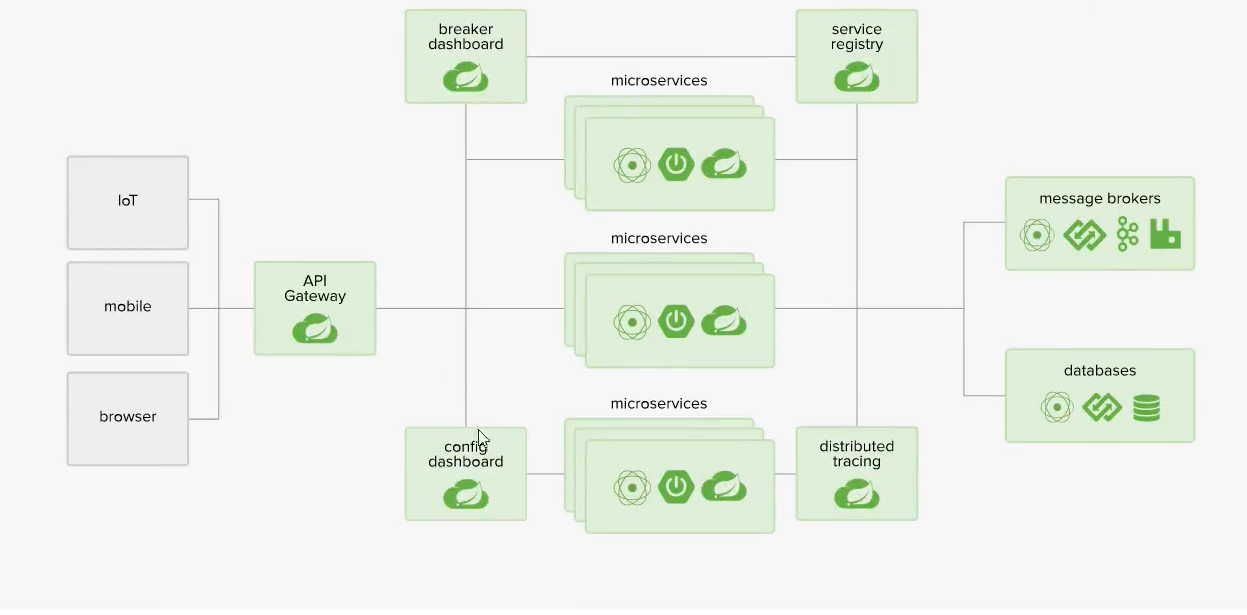 breaker
dashboard
service
registry
microservices
IoT
mobile
browser
API
Gateway
microservices
message brokers
databases
microservices
config
dashboard
distributed
tracing